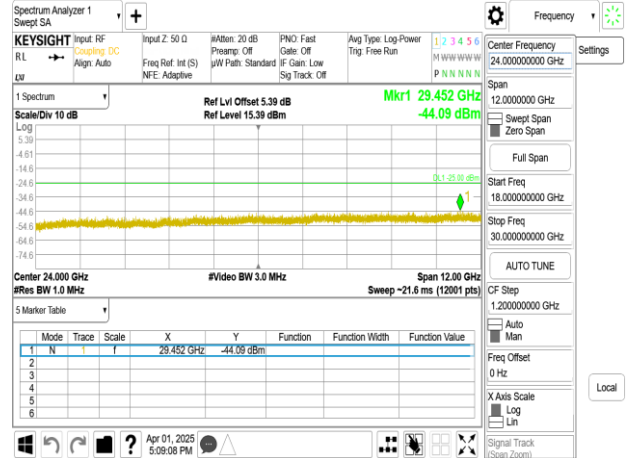 Spectrum Analyzer 1
Swept SA
+
Frequency
KEYSIGHT
Input: RF
Input Z: 50 Ω
#Atten: 20 dB
PNO: Fast
Avg Type: Log-Power
1 2 3 4 5 6
RL
Coupling: DC
Preamp: Off
Gate: Off
Trig: Free Run
M W W W W W
Align: Auto
Freq Ref: Int (S)
µW Path: Standard
IF Gain: Low
NFE: Adaptive
Sig Track: Off
P N N N N N
Center Frequency
24.000000000 GHz
Settings
1 Spectrum
Ref Lvl Offset 5.39 dB
Mkr1 29.452 GHz
Scale/Div 10 dB
Ref Level 15.39 dBm
-44.09 dBm
Log
5.39
-4.61
-14.6
-24.6
-34.6
-44.6
-54.6
-64.6
-74.6
DL1 -25.00 dBm
1
Center 24.000 GHz
#Video BW 3.0 MHz
Span 12.00 GHz
#Res BW 1.0 MHz
Sweep ~21.6 ms (12001 pts)
Span
12.0000000 GHz
Swept Span
Zero Span
Full Span
Start Freq
18.000000000 GHz
Stop Freq
30.000000000 GHz
AUTO TUNE
CF Step
1.200000000 GHz
Auto
Man
Freq Offset
0 Hz
X Axis Scale
Log
Lin
Signal Track
(Span Zoom)
Local
5 Marker Table
Mode Trace Scale X Y Function Function Width Function Value
1 N 1 f 29.452 GHz -44.09 dBm
2
3
4
5
6
?
Apr 01, 2025
5:09:08 PM